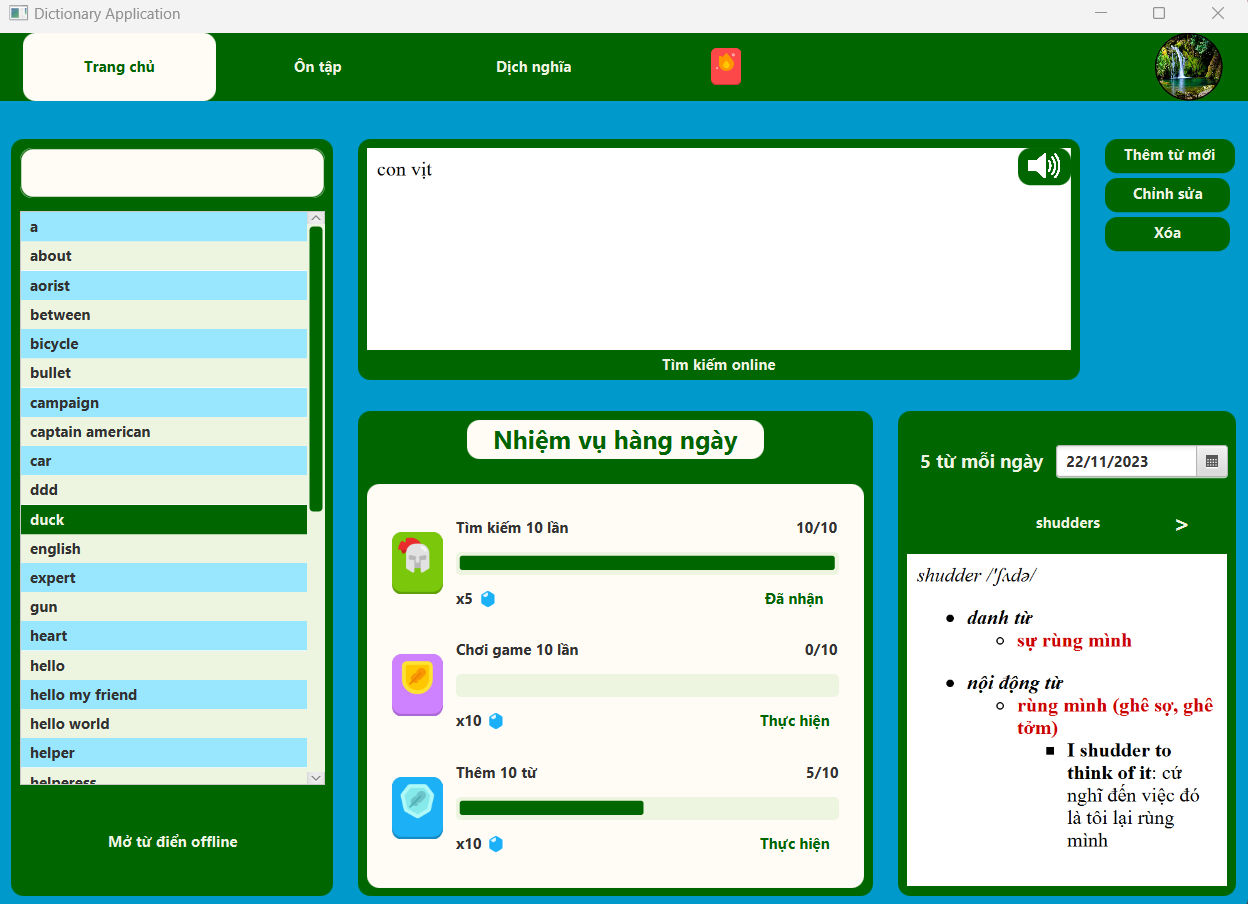 Dictionary Application
Trang chủ
Ôn tập
Dịch nghĩa
a
about
aorist
between
bicycle
bullet
campaign
captain american
car
ddd
duck
english
expert
gun
heart
hello
hello my friend
hello world
helper
helperess
Mở từ điển offline
con vịt
Tìm kiếm online
Thêm từ mới
Chỉnh sửa
Xóa
Nhiệm vụ hàng ngày
Tìm kiếm 10 lần 10/10
x5 Đã nhận
Chơi game 10 lần 0/10
x10 Thực hiện
Thêm 10 từ 5/10
x10 Thực hiện
5 từ mỗi ngày 22/11/2023
shudders >
shudder /'ʃʌdə/
danh từ
sự rùng mình
nội động từ
rùng mình (ghê sợ, ghê
tởm)
I shudder to
think of it: cứ
nghĩ đến việc đó
là tôi lại rùng
mình